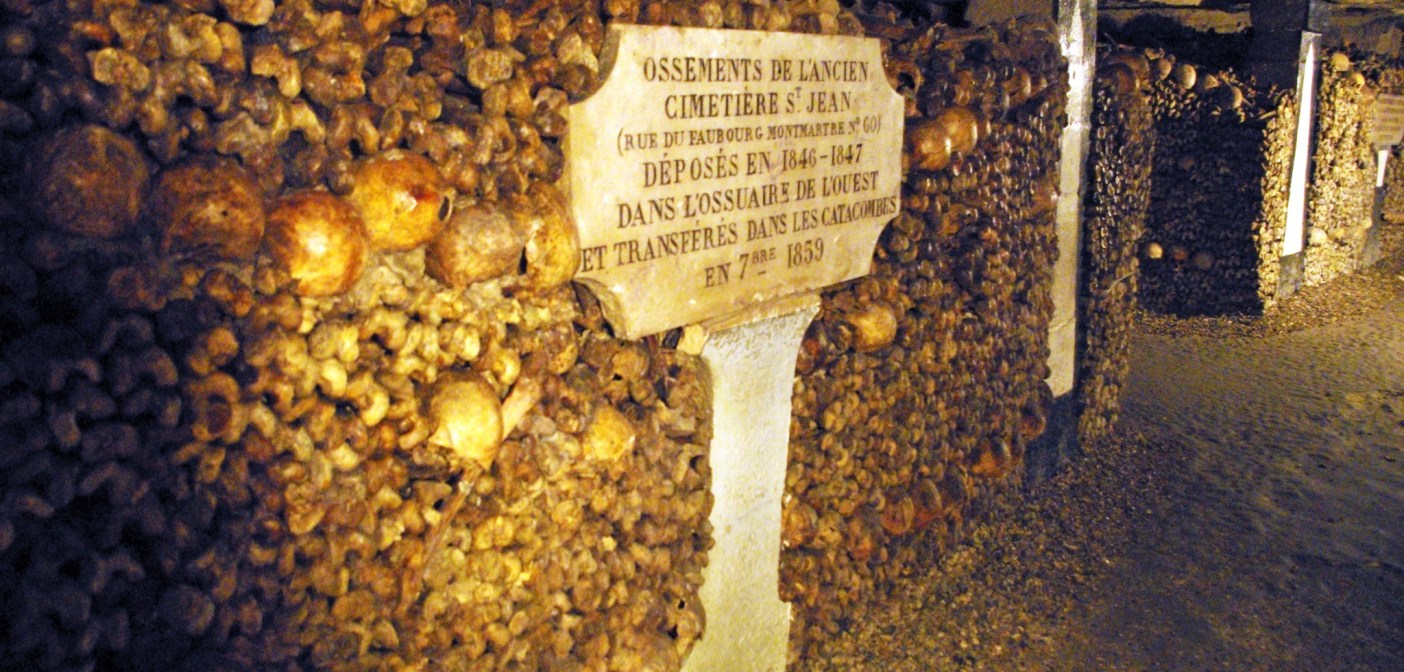 OSSEMENTS DE L'ANCIEN
CIMETIÈRE ST JEAN
(RUE DU FAUBOURG MONTMARTRE No 60)
DÉPOSÉS EN 1846-1847
DANS L'OSSUAIRE DE L'OUEST
ET TRANSFÉRÉS DANS LES CATACOMBES
EN 7BRE - 1859